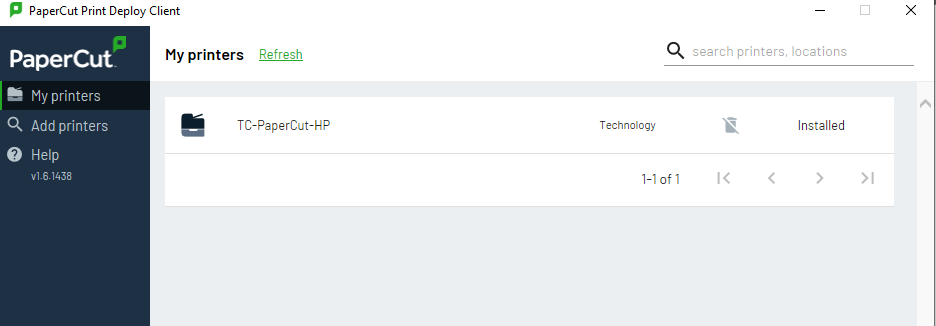 PaperCut Print Deploy Client
PaperCut
My printers Refresh
search printers, locations
My printers
Add printers
Help
v1.6.1438
TC-PaperCut-HP Technology Installed
1-1 of 1